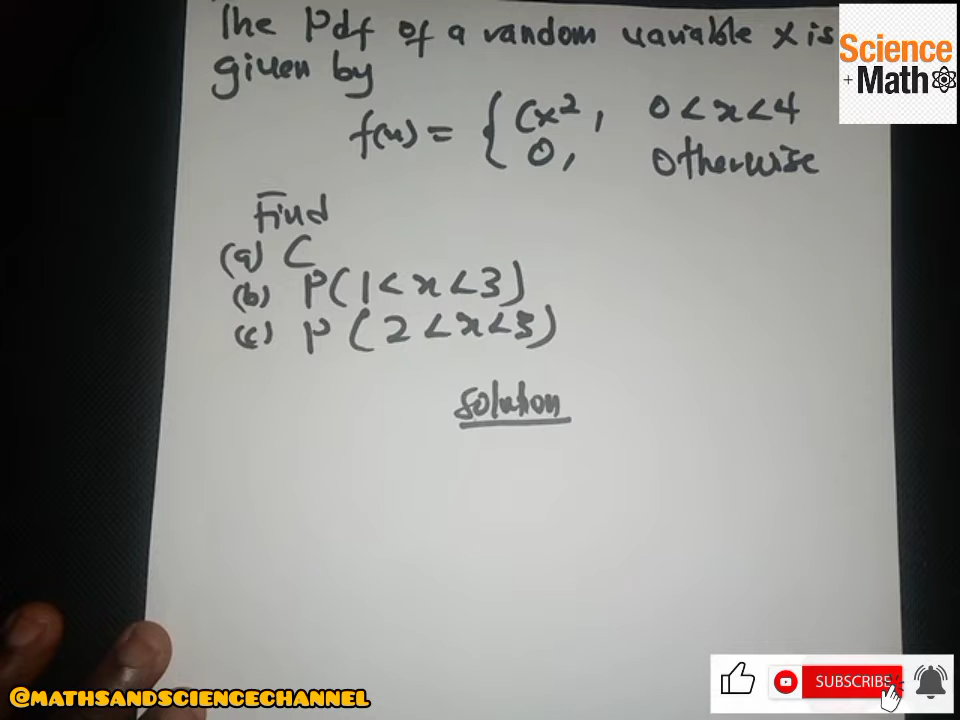 The Pdf of a random variable X is
given by
f(x) = { Cx², 0 < x < 4
0, Otherwise
Find
(a) C
(b) P(1 < x < 3)
(c) P(2 < x < 3)
Solution
Science
+ Math
SUBSCRIBE
@MATHSANDSCIENCECHANNEL